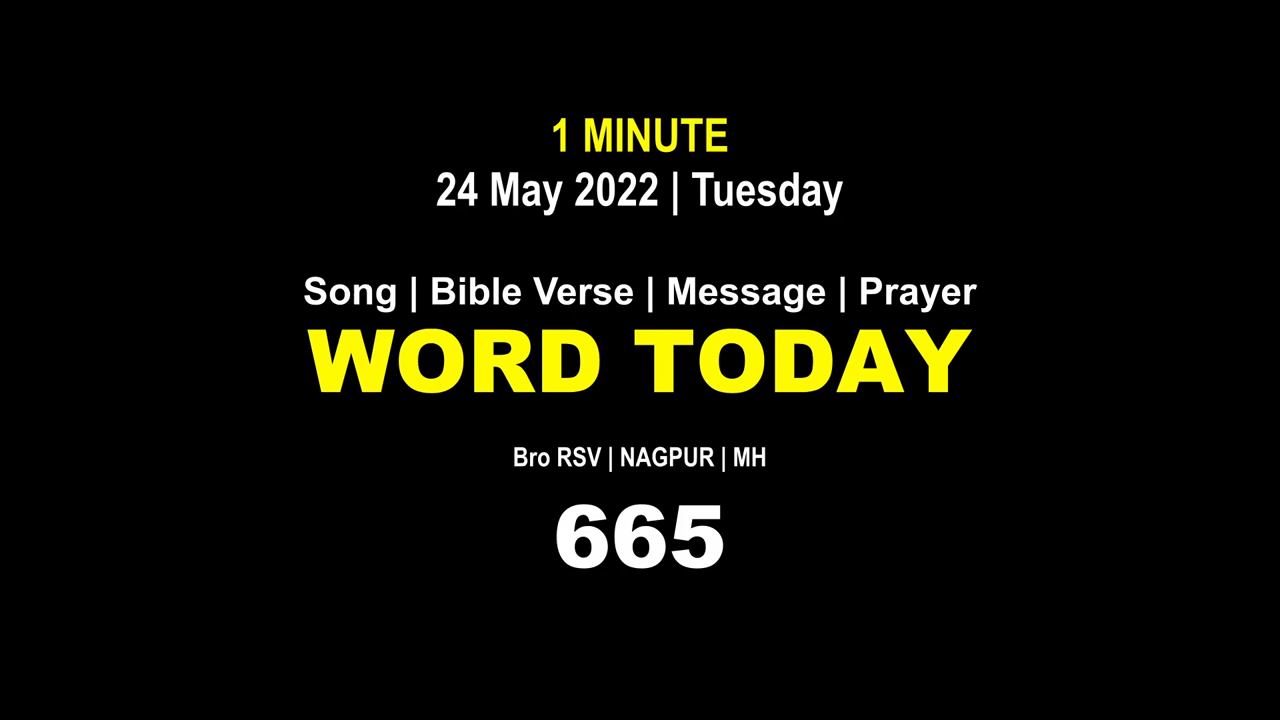 1 MINUTE
24 May 2022 | Tuesday
Song | Bible Verse | Message | Prayer
WORD TODAY
Bro RSV | NAGPUR | MH
665